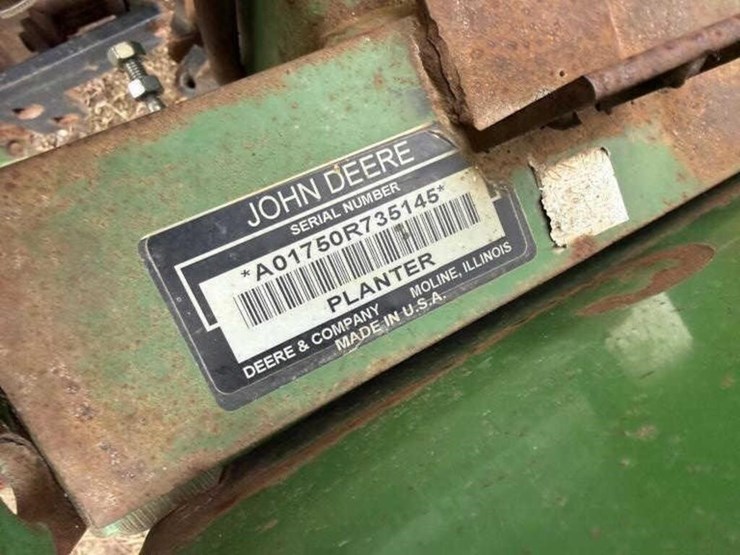 JOHN DEERE
SERIAL NUMBER
*A01750R735145*
PLANTER
DEERE & COMPANY MOLINE, ILLINOIS
MADE IN U.S.A.